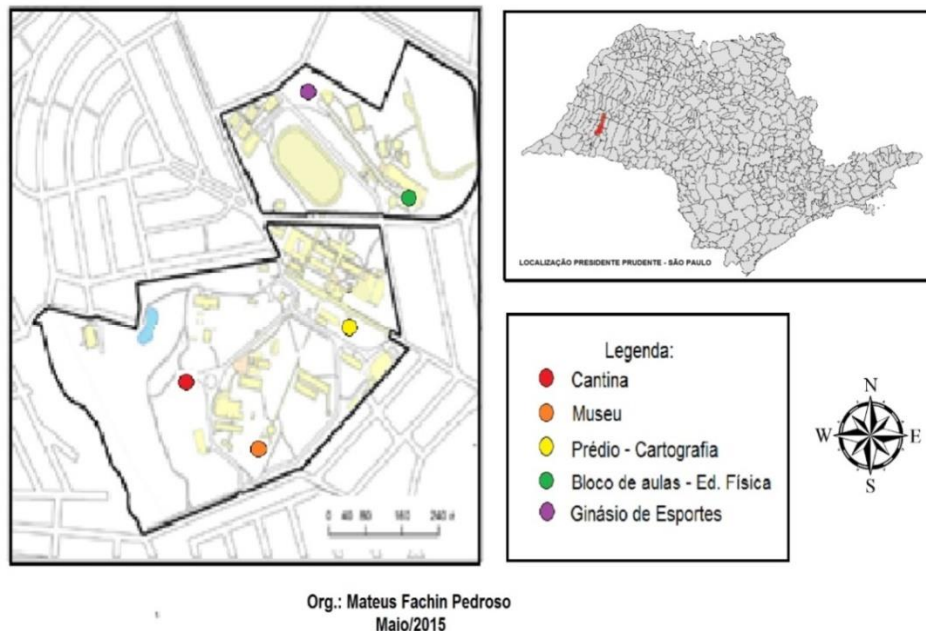 LOCALIZAÇÃO PRESIDENTE PRUDENTE - SÃO PAULO
Legenda:
Cantina
Museu
Prédio - Cartografia
Bloco de aulas - Ed. Física
Ginásio de Esportes
N
W E
S
0 40 80 160 240
Org.: Mateus Fachin Pedroso
Maio/2015